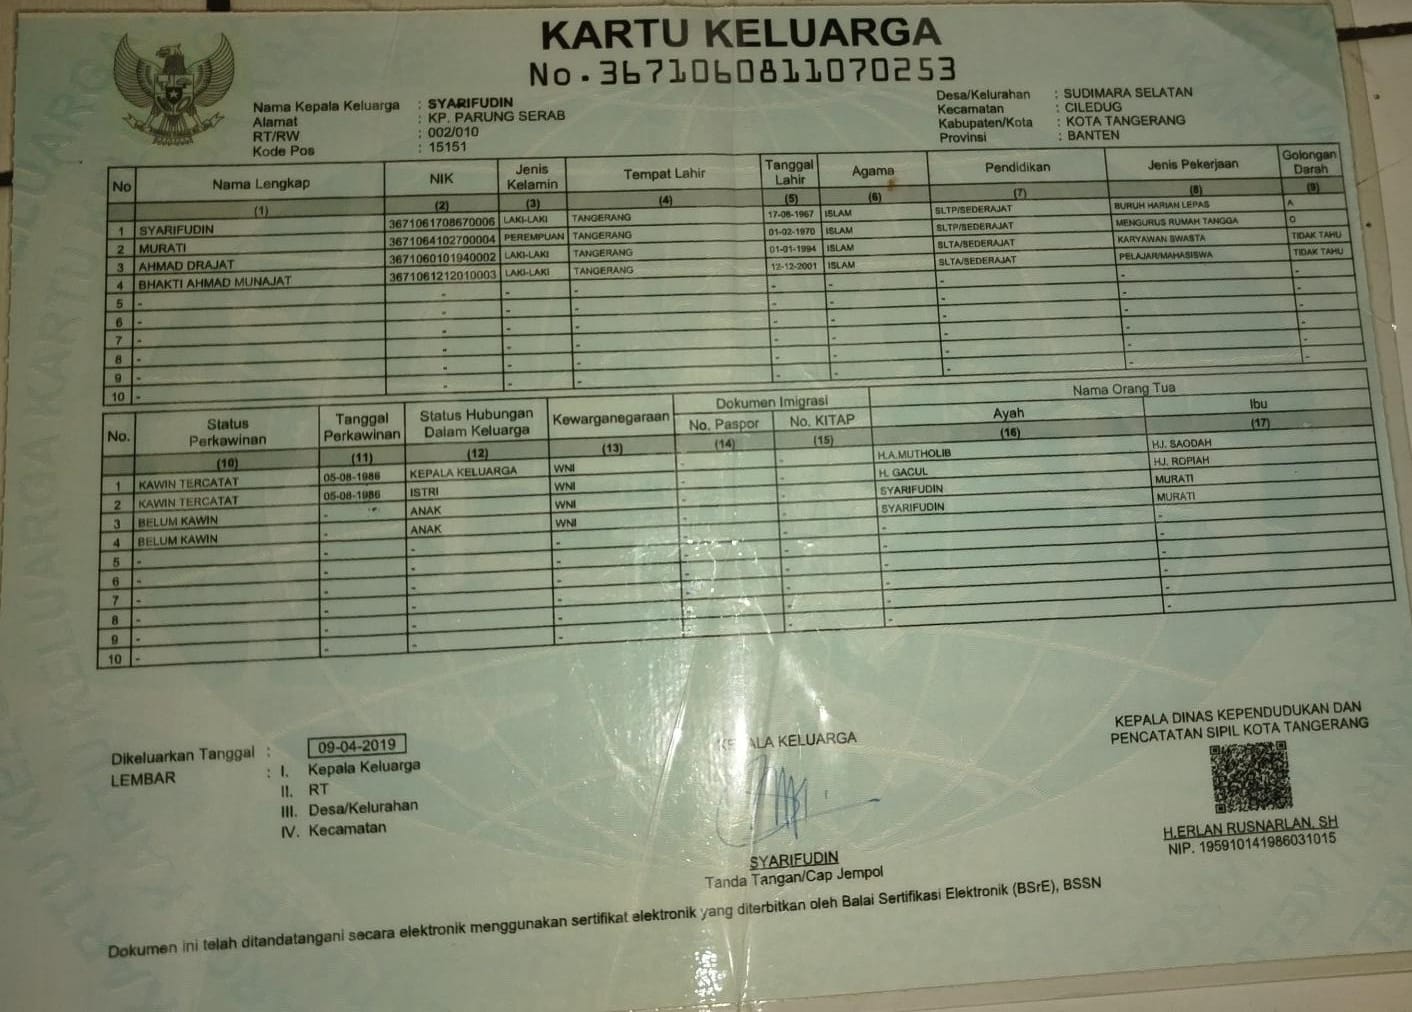 KARTU KELUARGA
No. 3671060811070253
Nama Kepala Keluarga : SYARIFUDIN
Alamat : KP. PARUNG SERAB
RT/RW : 002/010
Kode Pos : 15151
Desa/Kelurahan : SUDIMARA SELATAN
Kecamatan : CILEDUG
Kabupaten/Kota : KOTA TANGERANG
Provinsi : BANTEN
No Nama Lengkap NIK Jenis Kelamin Tempat Lahir Tanggal Lahir Agama Pendidikan Jenis Pekerjaan Golongan Darah
(1) (2) (3) (4) (5) (6) (7) (8) (9)
1 SYARIFUDIN 3671061708670006 LAKI-LAKI TANGERANG 17-08-1967 ISLAM SLTP/SEDERAJAT BURUH HARIAN LEPAS A
2 MURATI 3671064102700004 PEREMPUAN TANGERANG 01-02-1970 ISLAM SLTP/SEDERAJAT MENGURUS RUMAH TANGGA O
3 AHMAD DRAJAT 3671060101940002 LAKI-LAKI TANGERANG 01-01-1994 ISLAM SLTA/SEDERAJAT KARYAWAN SWASTA TIDAK TAHU
4 BHAKTI AHMAD MUNAJAT 3671061212010003 LAKI-LAKI TANGERANG 12-12-2001 ISLAM SLTA/SEDERAJAT PELAJAR/MAHASISWA TIDAK TAHU
5 - - - - - - - - -
6 - - - - - - - - -
7 - - - - - - - - -
8 - - - - - - - - -
9 - - - - - - - - -
10 - - - - - - - - -
No. Status Perkawinan Tanggal Perkawinan Status Hubungan Dalam Keluarga Kewarganegaraan Dokumen Imigrasi No. Paspor No. KITAP Nama Orang Tua Ayah Ibu
(10) (11) (12) (13) (14) (15) (16) (17)
1 KAWIN TERCATAT 05-08-1986 KEPALA KELUARGA WNI - - H.A.MUTHOLIB HJ. SAODAH
2 KAWIN TERCATAT 05-08-1986 ISTRI WNI - - H. GACUL HJ. ROPIAH
3 BELUM KAWIN - ANAK WNI - - SYARIFUDIN MURATI
4 BELUM KAWIN - ANAK WNI - - SYARIFUDIN MURATI
5 - - - - - - - -
6 - - - - - - - -
7 - - - - - - - -
8 - - - - - - - -
9 - - - - - - - -
10 - - - - - - - -
Dikeluarkan Tanggal : 09-04-2019
LEMBAR : I. Kepala Keluarga
II. RT
III. Desa/Kelurahan
IV. Kecamatan
KEPALA KELUARGA
SYARIFUDIN
Tanda Tangan/Cap Jempol
KEPALA DINAS KEPENDUDUKAN DAN
PENCATATAN SIPIL KOTA TANGERANG
H.ERLAN RUSNARLAN, SH
NIP. 195910141986031015
Dokumen ini telah ditandatangani secara elektronik menggunakan sertifikat elektronik yang diterbitkan oleh Balai Sertifikasi Elektronik (BSrE), BSSN